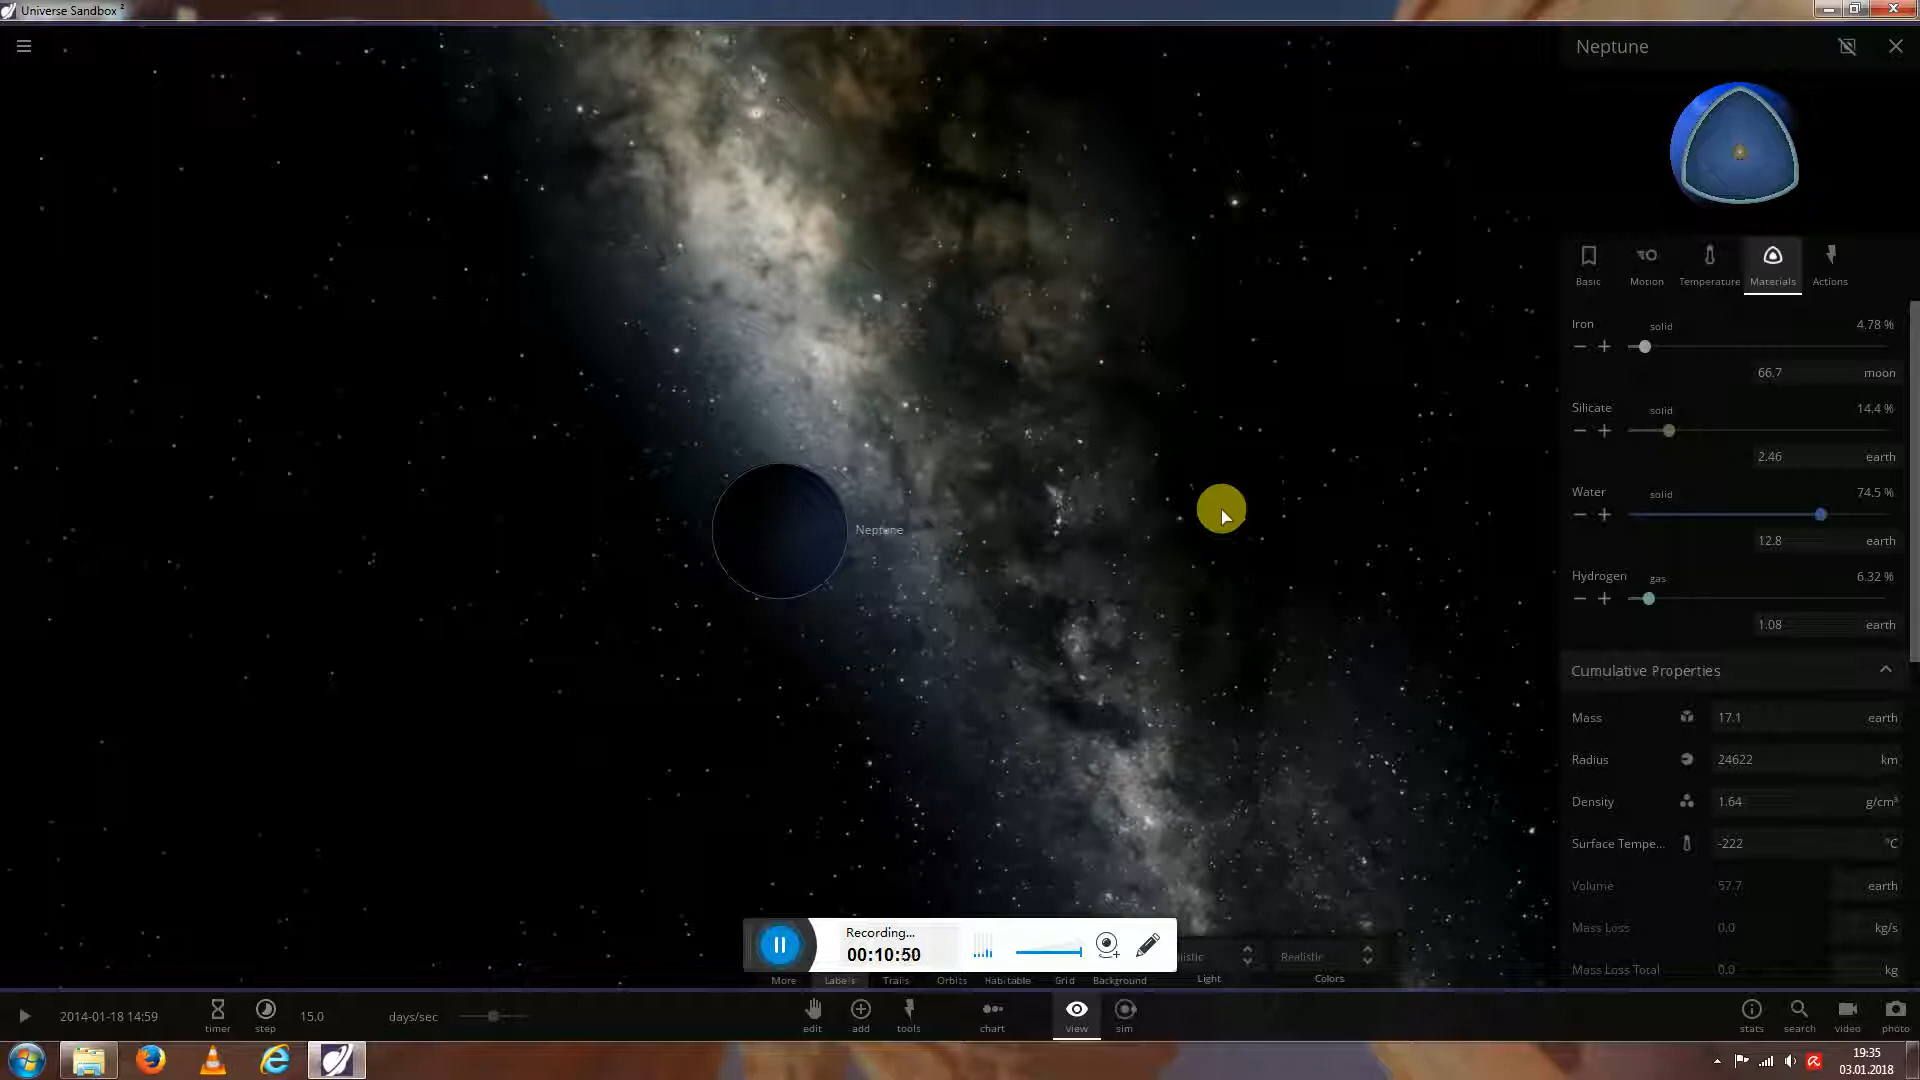 Universe Sandbox ²
Neptune
Basic
Motion
Temperature
Materials
Actions
Iron solid 4.78 %
66.7 moon
Silicate solid 14.4 %
2.46 earth
Water solid 74.5 %
12.8 earth
Hydrogen gas 6.32 %
1.08 earth
Neptune
Cumulative Properties
Mass 17.1 earth
Radius 24622 km
Density 1.64 g/cm³
Surface Tempe... -222 °C
Volume 57.7 earth
Mass Loss 0.0 kg/s
Mass Loss Total 0.0 kg
Recording...
00:10:50
Realistic
More Labels Trails Orbits Habitable Grid Background Light Colors
2014-01-18 14:59 timer step 15.0 days/sec edit add tools chart view sim stats search video photo
19:35
03.01.2018